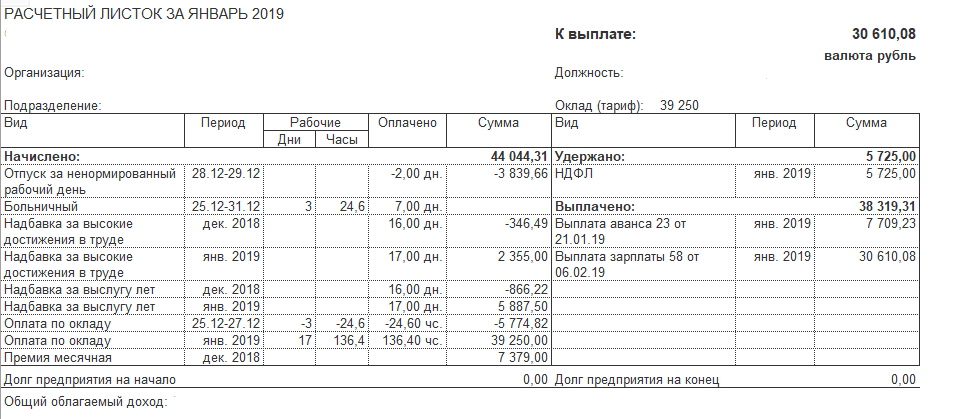 РАСЧЕТНЫЙ ЛИСТОК ЗА ЯНВАРЬ 2019
К выплате: 30 610,08
валюта рубль
Организация: Должность:
Подразделение: Оклад (тариф): 39 250
Вид Период Рабочие Оплачено Сумма Вид Период Сумма
Дни Часы
Начислено: 44 044,31 Удержано: 5 725,00
Отпуск за ненормированный 28.12-29.12 -2,00 дн. -3 839,66 НДФЛ янв. 2019 5 725,00
рабочий день
Больничный 25.12-31.12 3 24,6 7,00 дн. Выплачено: 38 319,31
Надбавка за высокие дек. 2018 16,00 дн. -346,49 Выплата аванса 23 от янв. 2019 7 709,23
достижения в труде 21.01.19
Надбавка за высокие янв. 2019 17,00 дн. 2 355,00 Выплата зарплаты 58 от янв. 2019 30 610,08
достижения в труде 06.02.19
Надбавка за выслугу лет дек. 2018 16,00 дн. -866,22
Надбавка за выслугу лет янв. 2019 17,00 дн. 5 887,50
Оплата по окладу 25.12-27.12 -3 -24,6 -24,60 чс. -5 774,82
Оплата по окладу янв. 2019 17 136,4 136,40 чс. 39 250,00
Премия месячная дек. 2018 7 379,00
Долг предприятия на начало 0,00 Долг предприятия на конец 0,00
Общий облагаемый доход: